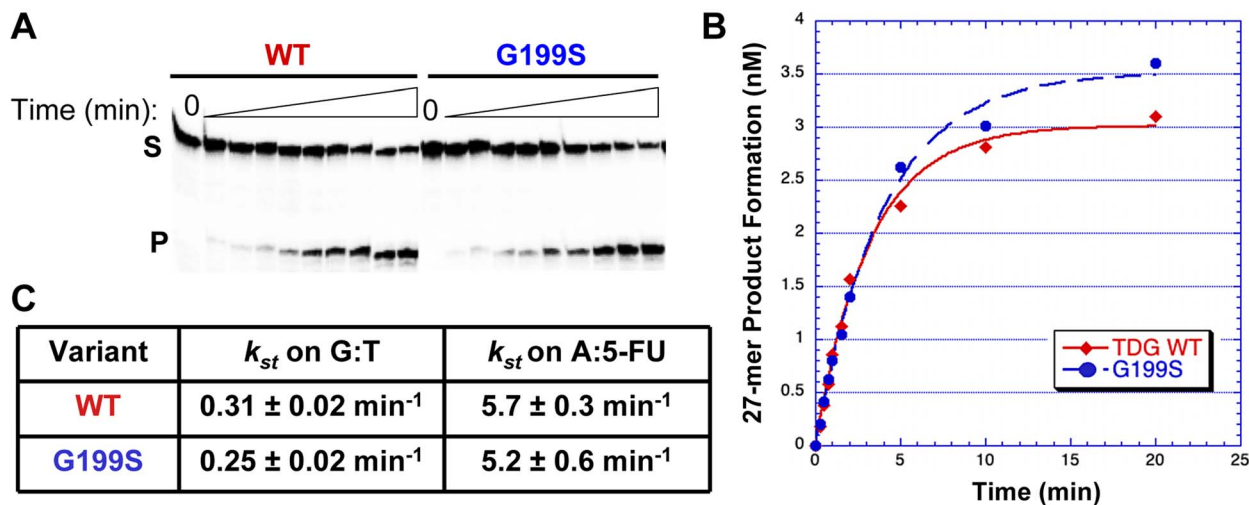 A
WT
G199S
Time (min):
0
0
S
P
B
27-mer Product Formation (nM)
4
3.5
3
2.5
2
1.5
1
0.5
0
0
5
10
15
20
25
Time (min)
TDG WT
G199S
C
Variant
kst on G:T
kst on A:5-FU
WT
0.31 ± 0.02 min-1
5.7 ± 0.3 min-1
G199S
0.25 ± 0.02 min-1
5.2 ± 0.6 min-1